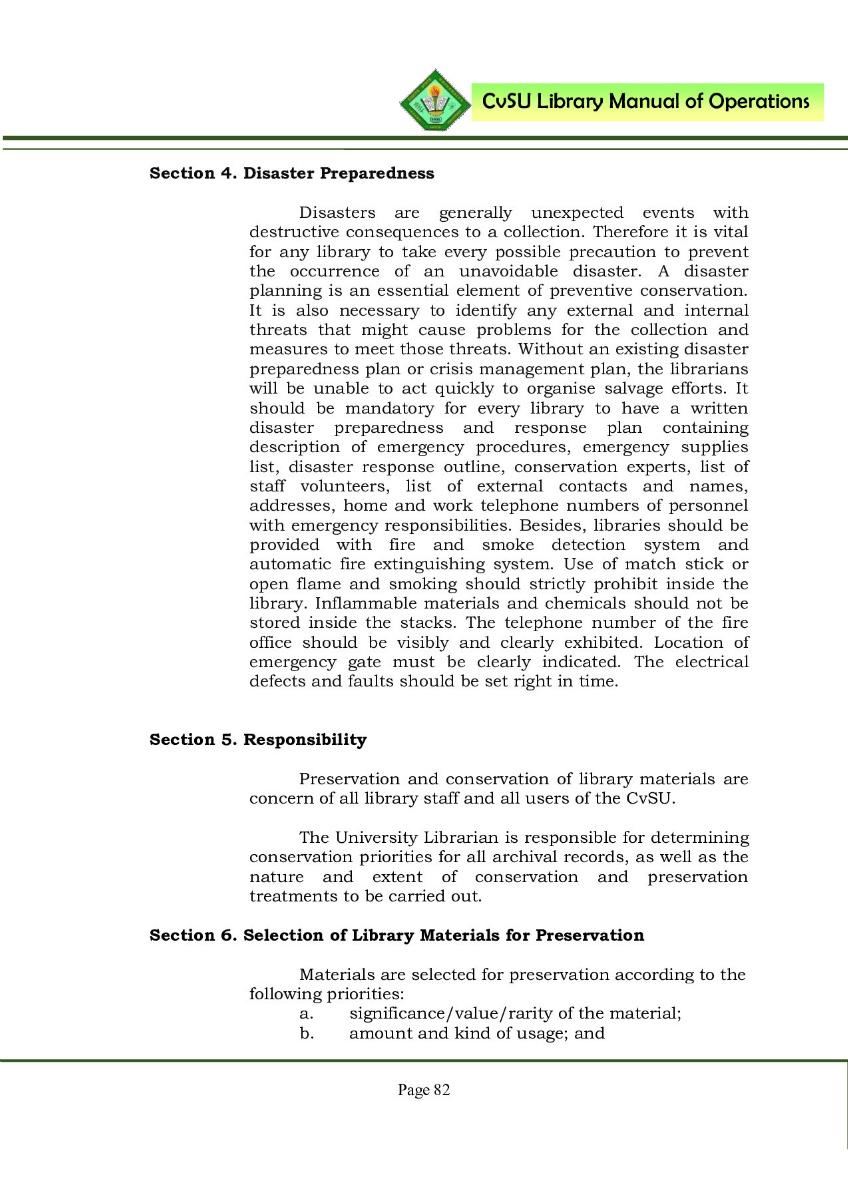 CvSU Library Manual of Operations
Section 4. Disaster Preparedness
Disasters are generally unexpected events with
destructive consequences to a collection. Therefore it is vital
for any library to take every possible precaution to prevent
the occurrence of an unavoidable disaster. A disaster
planning is an essential element of preventive conservation.
It is also necessary to identify any external and internal
threats that might cause problems for the collection and
measures to meet those threats. Without an existing disaster
preparedness plan or crisis management plan, the librarians
will be unable to act quickly to organise salvage efforts. It
should be mandatory for every library to have a written
disaster preparedness and response plan containing
description of emergency procedures, emergency supplies
list, disaster response outline, conservation experts, list of
staff volunteers, list of external contacts and names,
addresses, home and work telephone numbers of personnel
with emergency responsibilities. Besides, libraries should be
provided with fire and smoke detection system and
automatic fire extinguishing system. Use of match stick or
open flame and smoking should strictly prohibit inside the
library. Inflammable materials and chemicals should not be
stored inside the stacks. The telephone number of the fire
office should be visibly and clearly exhibited. Location of
emergency gate must be clearly indicated. The electrical
defects and faults should be set right in time.
Section 5. Responsibility
Preservation and conservation of library materials are
concern of all library staff and all users of the CvSU.
The University Librarian is responsible for determining
conservation priorities for all archival records, as well as the
nature and extent of conservation and preservation
treatments to be carried out.
Section 6. Selection of Library Materials for Preservation
Materials are selected for preservation according to the
following priorities:
a. significance/value/rarity of the material;
b. amount and kind of usage; and
Page 82